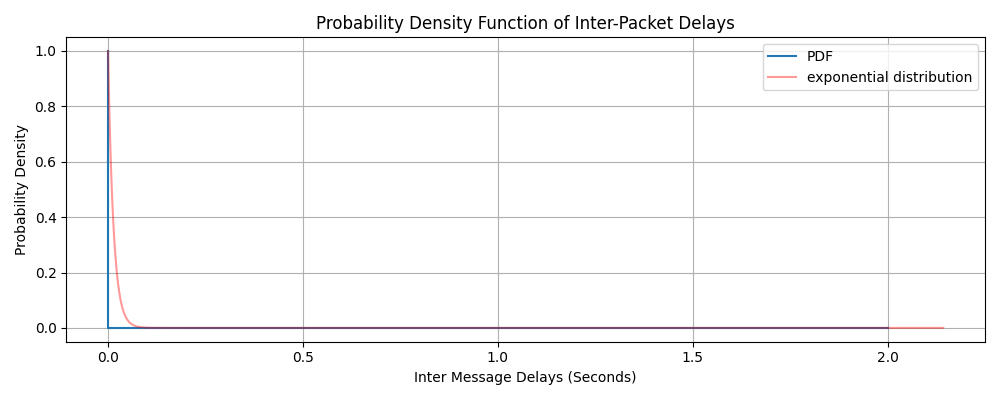 Probability Density Function of Inter-Packet Delays
PDF
exponential distribution
Probability Density
1.0
0.8
0.6
0.4
0.2
0.0
0.0 0.5 1.0 1.5 2.0
Inter Message Delays (Seconds)